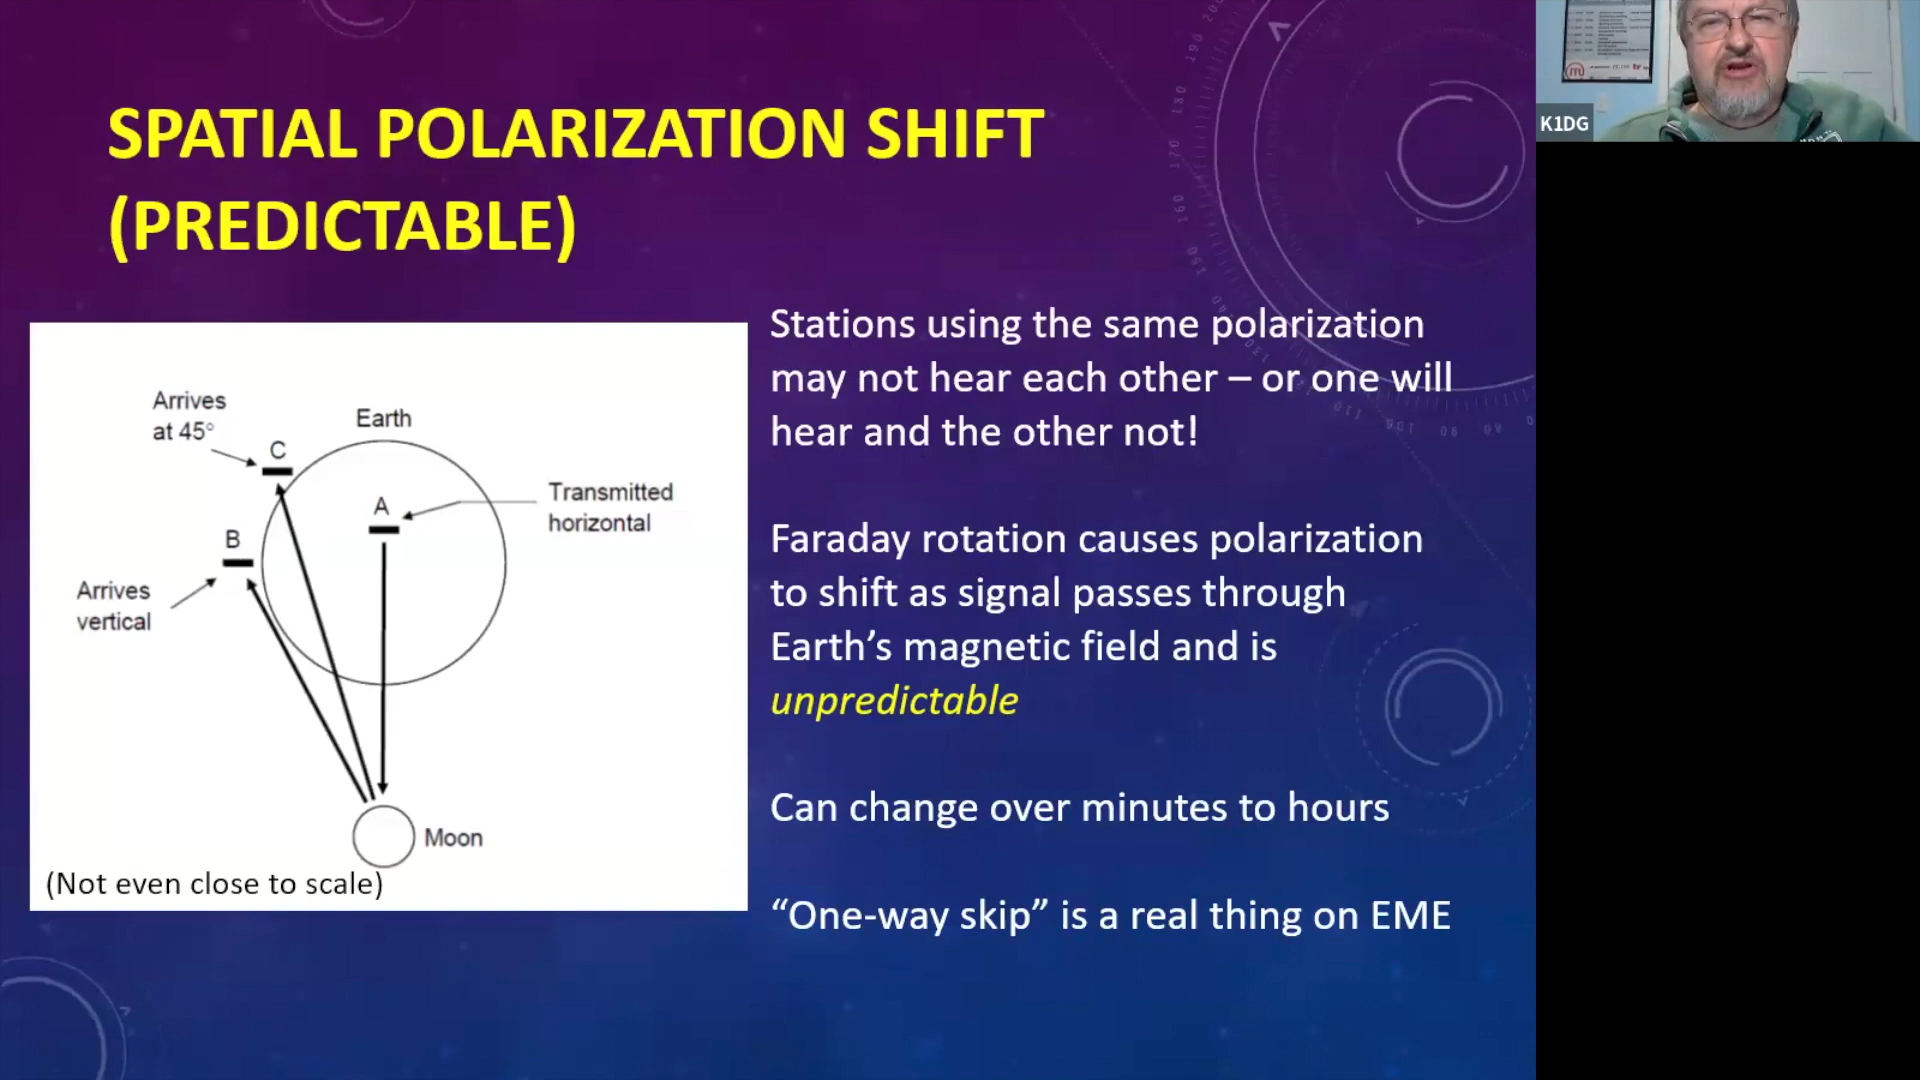 SPATIAL POLARIZATION SHIFT
(PREDICTABLE)
Arrives
at 45°
C
Earth
A
Transmitted
horizontal
B
Arrives
vertical
Moon
(Not even close to scale)
Stations using the same polarization
may not hear each other – or one will
hear and the other not!
Faraday rotation causes polarization
to shift as signal passes through
Earth’s magnetic field and is
unpredictable
Can change over minutes to hours
“One-way skip” is a real thing on EME
K1DG